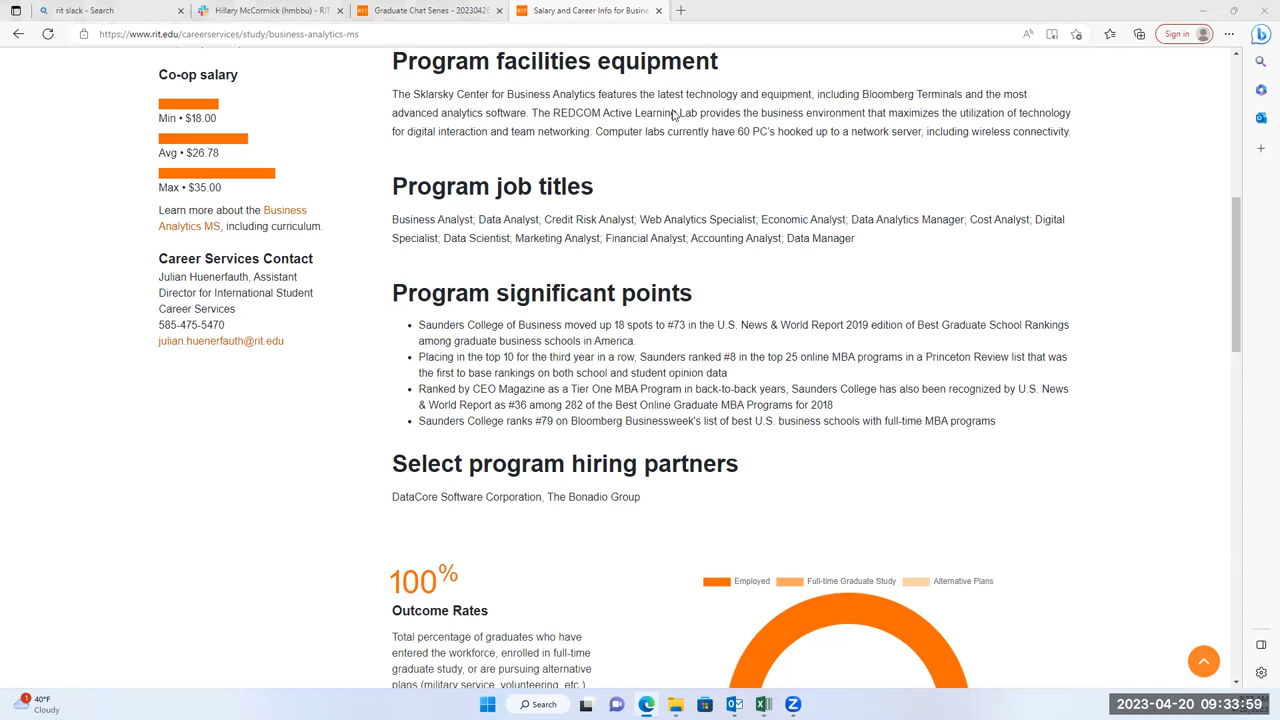 rit slack - Search
Hillary McCormick (hmbbu) - RIT
Graduate Chat Series - 20230426
Salary and Career Info for Busine
https://www.rit.edu/careerservices/study/business-analytics-ms
Sign in
Co-op salary
Min • $18.00
Avg • $26.78
Max • $35.00
Learn more about the Business
Analytics MS, including curriculum.
Career Services Contact
Julian Huenerfauth, Assistant
Director for International Student
Career Services
585-475-5470
julian.huenerfauth@rit.edu
Program facilities equipment
The Sklarsky Center for Business Analytics features the latest technology and equipment, including Bloomberg Terminals and the most
advanced analytics software. The REDCOM Active Learning Lab provides the business environment that maximizes the utilization of technology
for digital interaction and team networking. Computer labs currently have 60 PC's hooked up to a network server, including wireless connectivity.
Program job titles
Business Analyst; Data Analyst; Credit Risk Analyst; Web Analytics Specialist; Economic Analyst; Data Analytics Manager; Cost Analyst; Digital
Specialist; Data Scientist; Marketing Analyst; Financial Analyst; Accounting Analyst; Data Manager
Program significant points
• Saunders College of Business moved up 18 spots to #73 in the U.S. News & World Report 2019 edition of Best Graduate School Rankings
among graduate business schools in America.
• Placing in the top 10 for the third year in a row, Saunders ranked #8 in the top 25 online MBA programs in a Princeton Review list that was
the first to base rankings on both school and student opinion data
• Ranked by CEO Magazine as a Tier One MBA Program in back-to-back years, Saunders College has also been recognized by U.S. News
& World Report as #36 among 282 of the Best Online Graduate MBA Programs for 2018
• Saunders College ranks #79 on Bloomberg Businessweek's list of best U.S. business schools with full-time MBA programs
Select program hiring partners
DataCore Software Corporation, The Bonadio Group
100%
Outcome Rates
Total percentage of graduates who have
entered the workforce, enrolled in full-time
graduate study, or are pursuing alternative
plans (military service, volunteering, etc.)
Employed
Full-time Graduate Study
Alternative Plans
1
40°F
Cloudy
Search
2023-04-20 09:33:59